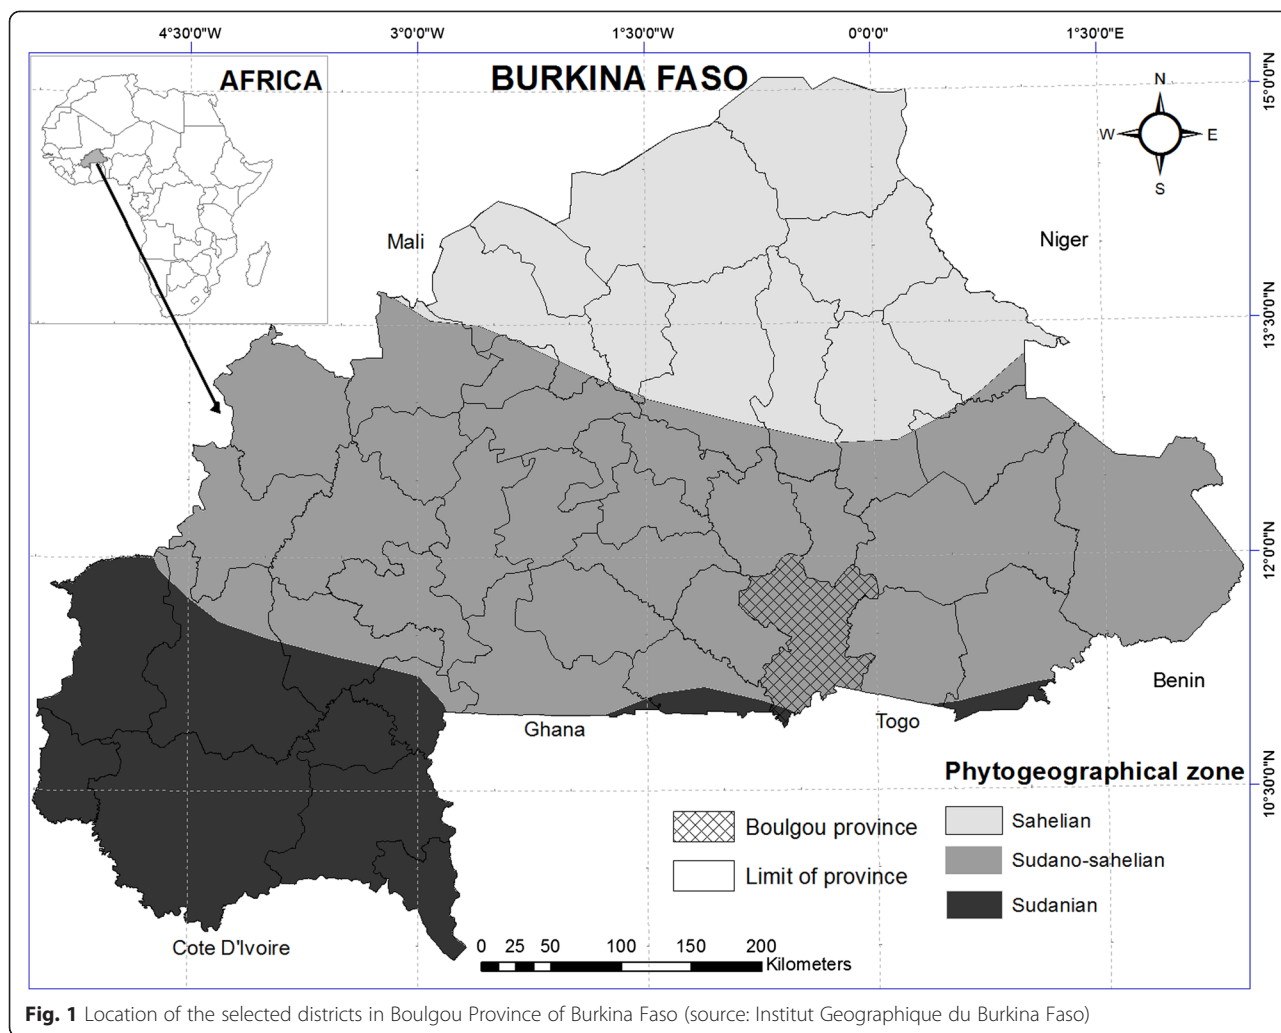 4°30'0"W
3°00'0"W
1°30'0"W
0°00'0"
1°30'0"E
AFRICA
BURKINA FASO
15°0'0"N
N
W
E
S
Mali
Niger
13°30'0"N
12°0'0"N
Benin
Ghana
Togo
10°30'0"N
Phytogeographical zone
Boulgou province
Sahelian
Limit of province
Sudano-sahelian
Sudanian
Cote D'Ivoire
0 25 50 100 150 200
Kilometers
Fig. 1 Location of the selected districts in Boulgou Province of Burkina Faso (source: Institut Geographique du Burkina Faso)